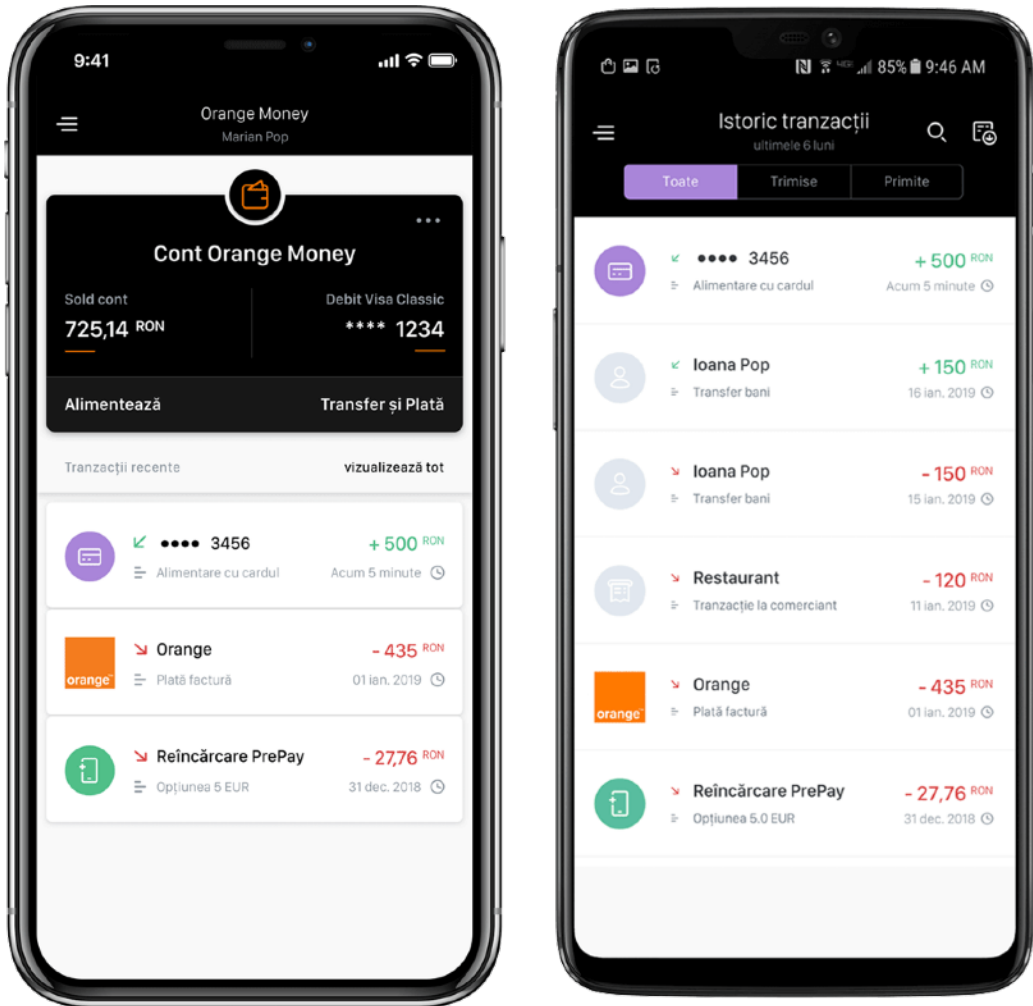 9:41
Orange Money
Marian Pop
Cont Orange Money
Sold cont
Debit Visa Classic
725,14 RON
**** 1234
Alimentează
Transfer și Plată
Tranzacții recente
vizualizează tot
•••• 3456
+ 500 RON
Alimentare cu cardul
Acum 5 minute
orange™
Orange
- 435 RON
Plată factură
01 ian. 2019
Reîncărcare PrePay
- 27,76 RON
Opțiunea 5 EUR
31 dec. 2018
85% 9:46 AM
Istoric tranzacții
ultimele 6 luni
Toate
Trimise
Primite
•••• 3456
+ 500 RON
Alimentare cu cardul
Acum 5 minute
Ioana Pop
+ 150 RON
Transfer bani
16 ian. 2019
Ioana Pop
- 150 RON
Transfer bani
15 ian. 2019
Restaurant
- 120 RON
Tranzacție la comerciant
11 ian. 2019
orange™
Orange
- 435 RON
Plată factură
01 ian. 2019
Reîncărcare PrePay
- 27,76 RON
Opțiunea 5.0 EUR
31 dec. 2018